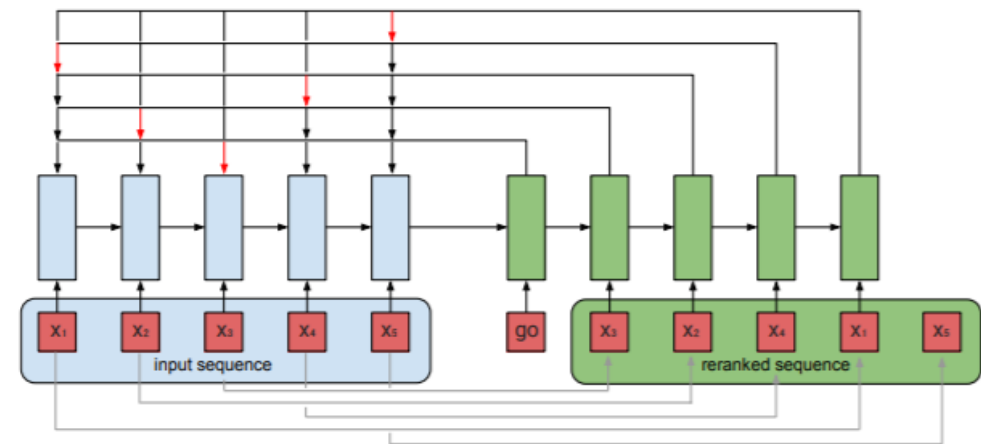 x₁ x₂ x₃ x₄ x₅ go x₃ x₂ x₄ x₁ x₅
input sequence reranked sequence